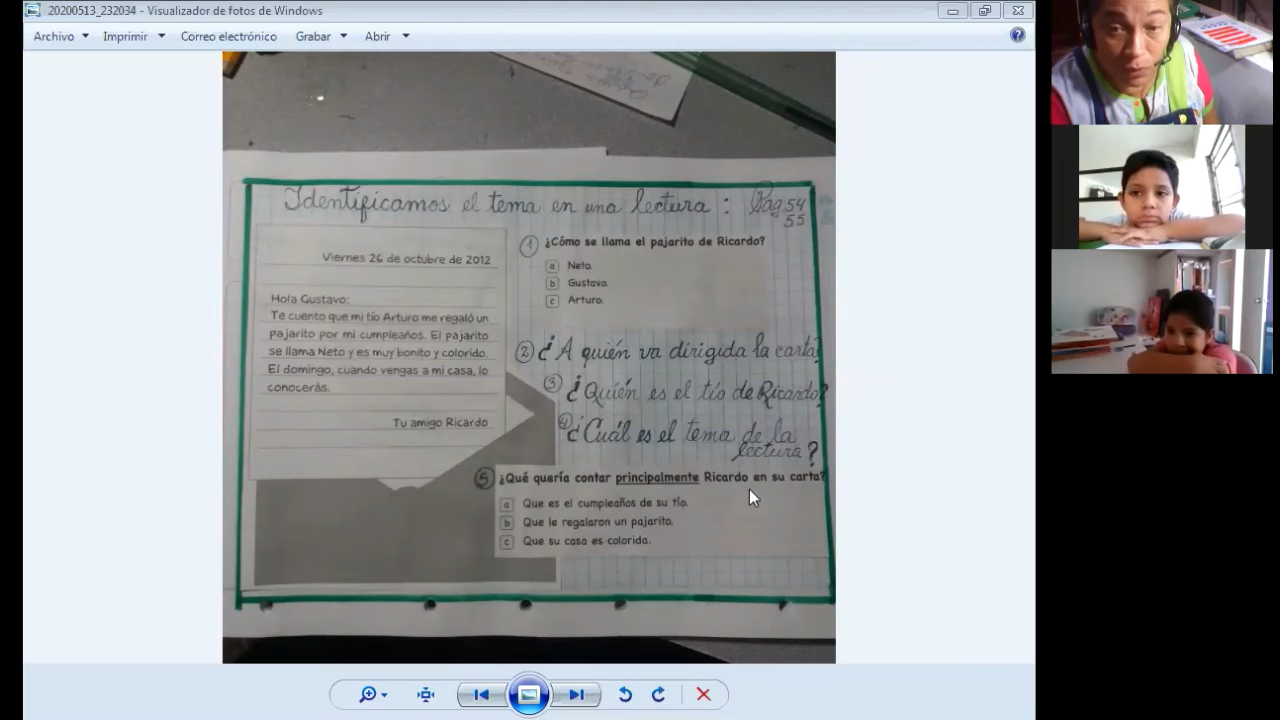 20200513_232034 - Visualizador de fotos de Windows
Archivo Imprimir Correo electrónico Grabar Abrir
Identificamos el tema en una lectura : Pag 54
55
Viernes 26 de octubre de 2012
Hola Gustavo:
Te cuento que mi tío Arturo me regaló un
pajarito por mi cumpleaños. El pajarito
se llama Neto y es muy bonito y colorido.
El domingo, cuando vengas a mi casa, lo
conocerás.
Tu amigo Ricardo
1 ¿Cómo se llama el pajarito de Ricardo?
a Neto.
b Gustavo.
c Arturo.
2 ¿A quién va dirigida la carta?
3 ¿Quién es el tío de Ricardo?
4 ¿Cuál es el tema de la
lectura?
5 ¿Qué quería contar principalmente Ricardo en su carta?
a Que es el cumpleaños de su tío.
b Que le regalaron un pajarito.
c Que su casa es colorida.